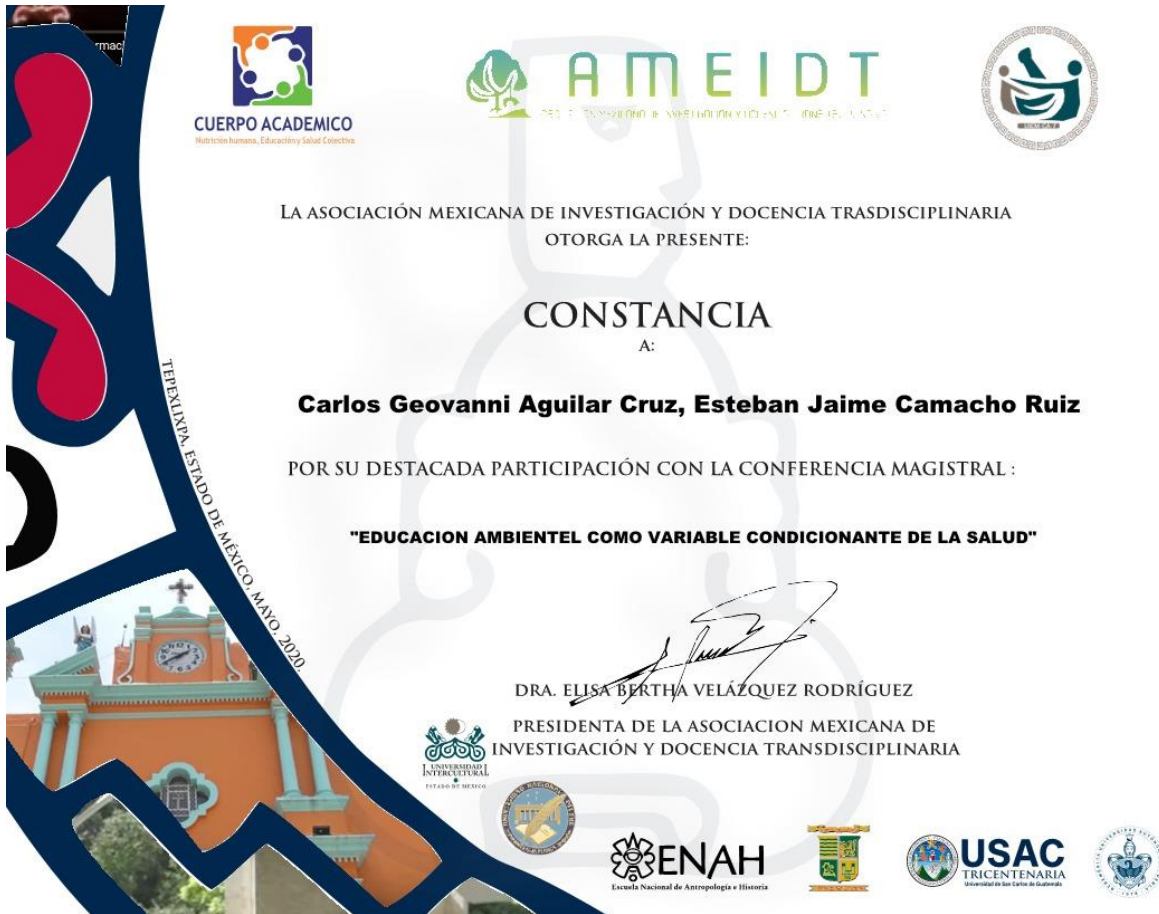 rmac
CUERPO ACADEMICO
Nutrición humana, Educación y Salud Colectiva
AMEIDT
UAEM-CA-7
LA ASOCIACIÓN MEXICANA DE INVESTIGACIÓN Y DOCENCIA TRASDISCIPLINARIA
OTORGA LA PRESENTE:
CONSTANCIA
A:
Carlos Geovanni Aguilar Cruz, Esteban Jaime Camacho Ruiz
POR SU DESTACADA PARTICIPACIÓN CON LA CONFERENCIA MAGISTRAL :
"EDUCACION AMBIENTEL COMO VARIABLE CONDICIONANTE DE LA SALUD"
TEPEXLIXPA, ESTADO DE MÉXICO, MAYO, 2020.
DRA. ELISA BERTHA VELÁZQUEZ RODRÍGUEZ
PRESIDENTA DE LA ASOCIACION MEXICANA DE
INVESTIGACIÓN Y DOCENCIA TRANSDISCIPLINARIA
UNIVERSIDAD
INTERCULTURAL
ESTADO DE MÉXICO
ENAH
Escuela Nacional de Antropología e Historia
USAC
TRICENTENARIA
Universidad de San Carlos de Guatemala